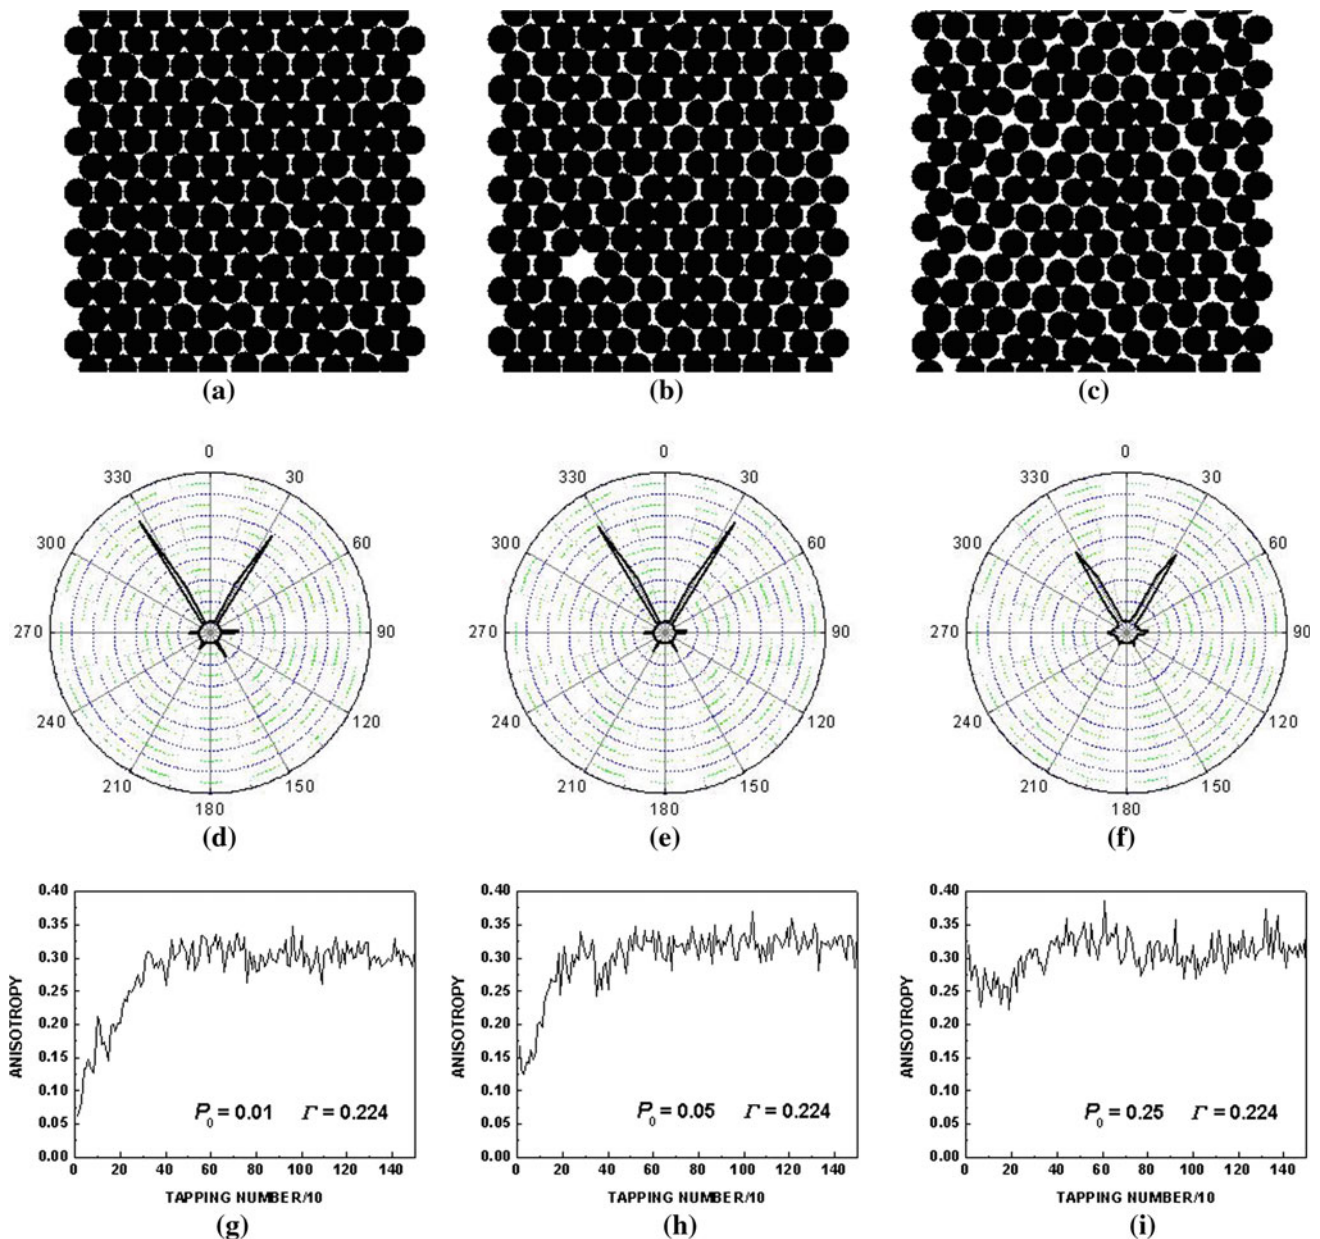 (a) (b) (c)
0 0 0
330 30 330 30 330 30
300 60 300 60 300 60
270 90 270 90 270 90
240 120 240 120 240 120
210 150 210 150 210 150
180 180 180
(d) (e) (f)
0.40 0.40 0.40
0.35 0.35 0.35
0.30 0.30 0.30
0.25 0.25 0.25
0.20 0.20 0.20
0.15 0.15 0.15
0.10 0.10 0.10
0.05 0.05 0.05
0.00 0.00 0.00
ANISOTROPY ANISOTROPY ANISOTROPY
P0 = 0.01 Γ = 0.224 P0 = 0.05 Γ = 0.224 P0 = 0.25 Γ = 0.224
0 20 40 60 80 100 120 140 0 20 40 60 80 100 120 140 0 20 40 60 80 100 120 140
TAPPING NUMBER/10 TAPPING NUMBER/10 TAPPING NUMBER/10
(g) (h) (i)